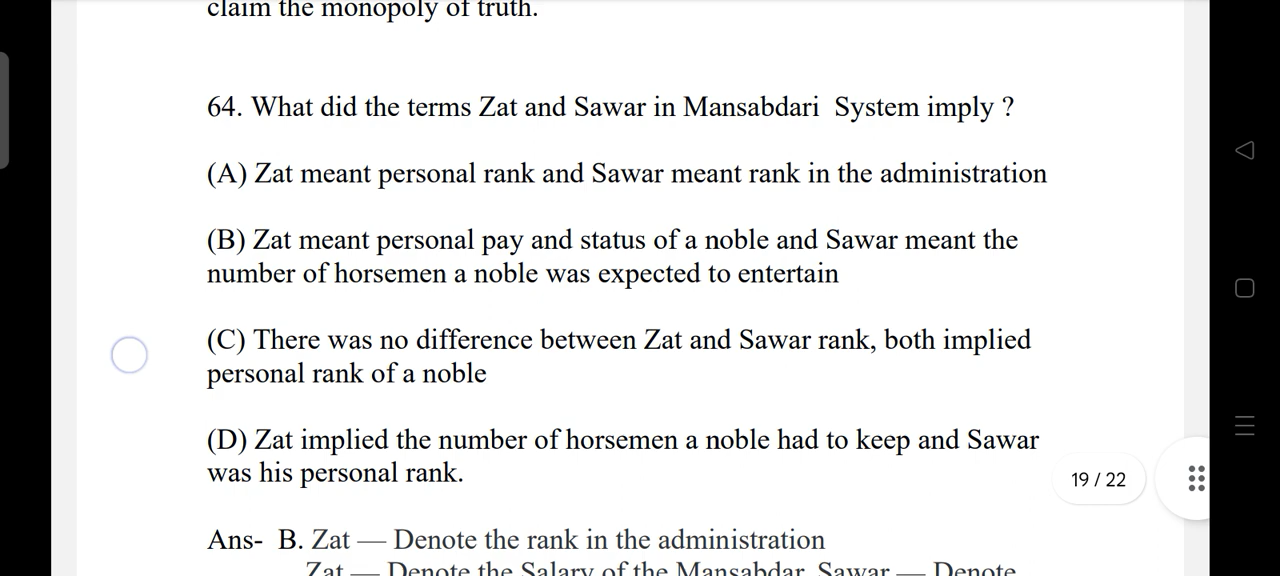 claim the monopoly of truth.
64. What did the terms Zat and Sawar in Mansabdari  System imply ?
(A) Zat meant personal rank and Sawar meant rank in the administration
(B) Zat meant personal pay and status of a noble and Sawar meant the
number of horsemen a noble was expected to entertain
(C) There was no difference between Zat and Sawar rank, both implied
personal rank of a noble
(D) Zat implied the number of horsemen a noble had to keep and Sawar
was his personal rank.
19 / 22
Ans-  B. Zat — Denote the rank in the administration
Zat — Denote the Salary of the Mansabdar. Sawar — Denote